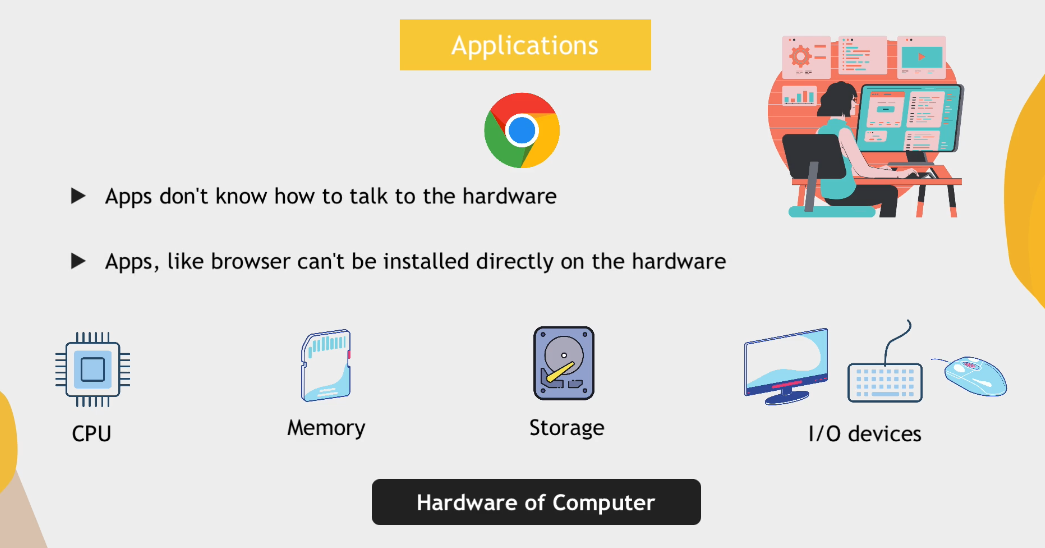 Applications
Apps don't know how to talk to the hardware
Apps, like browser can't be installed directly on the hardware
CPU
Memory
Storage
I/O devices
Hardware of Computer